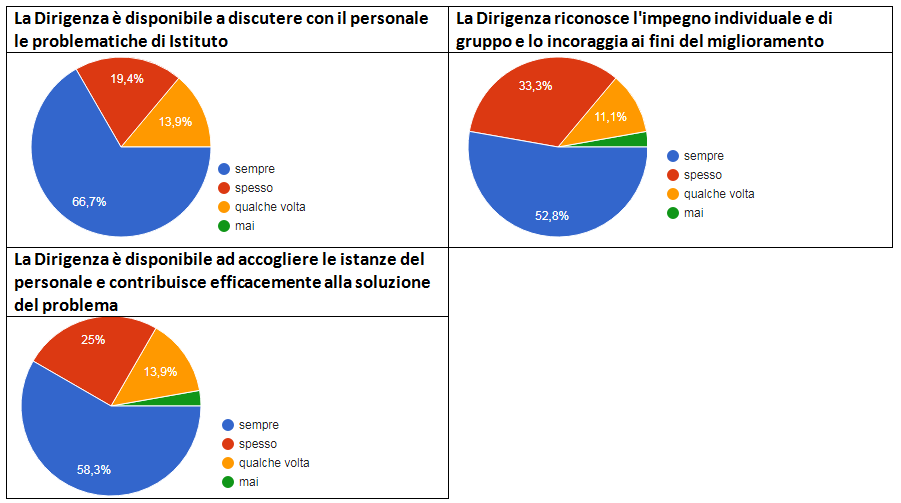 La Dirigenza è disponibile a discutere con il personale
le problematiche di Istituto
19,4%
13,9%
66,7%
sempre
spesso
qualche volta
mai
La Dirigenza riconosce l'impegno individuale e di
gruppo e lo incoraggia ai fini del miglioramento
33,3%
11,1%
52,8%
sempre
spesso
qualche volta
mai
La Dirigenza è disponibile ad accogliere le istanze del
personale e contribuisce efficacemente alla soluzione
del problema
25%
13,9%
58,3%
sempre
spesso
qualche volta
mai